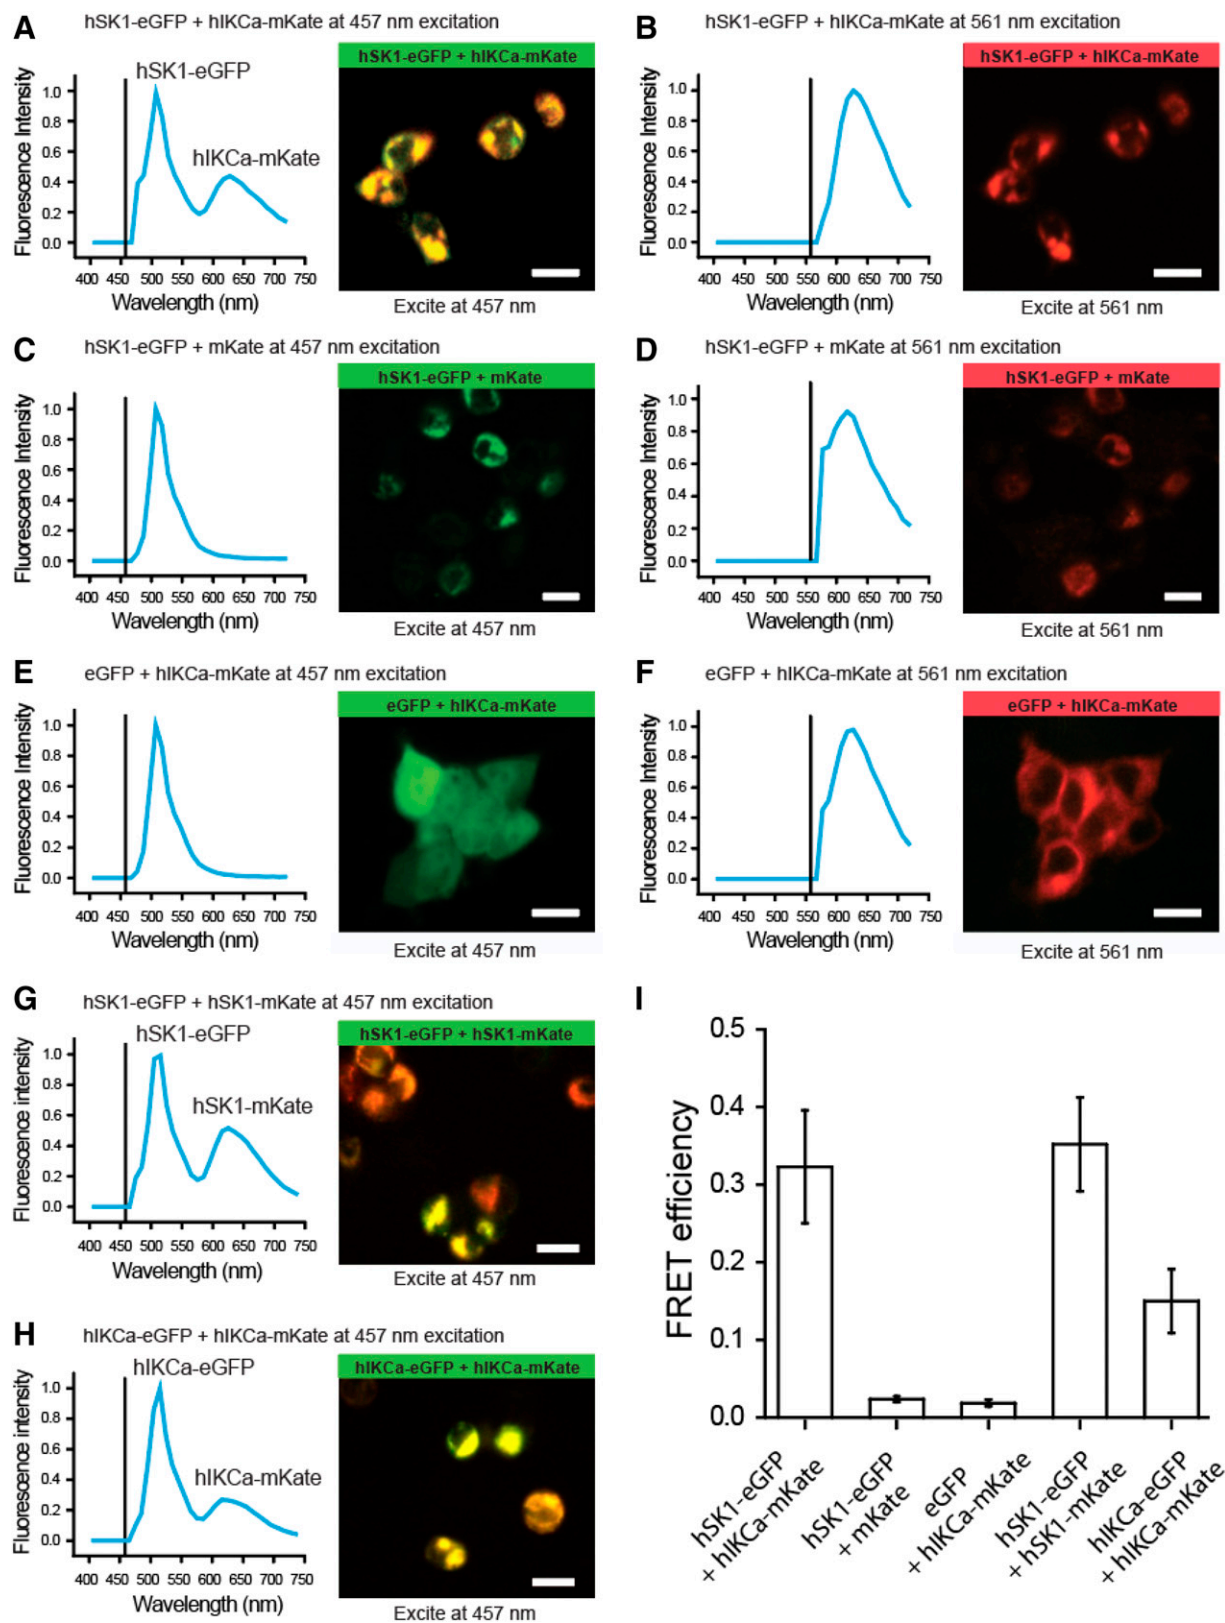 A
hSK1-eGFP + hIKCa-mKate at 457 nm excitation
Fluorescence Intensity
1.0
0.8
0.6
0.4
0.2
0.0
hSK1-eGFP
hIKCa-mKate
400 450 500 550 600 650 700 750
Wavelength (nm)
hSK1-eGFP + hIKCa-mKate
Excite at 457 nm
B
hSK1-eGFP + hIKCa-mKate at 561 nm excitation
Fluorescence Intensity
1.0
0.8
0.6
0.4
0.2
0.0
400 450 500 550 600 650 700 750
Wavelength (nm)
hSK1-eGFP + hIKCa-mKate
Excite at 561 nm
C
hSK1-eGFP + mKate at 457 nm excitation
Fluorescence Intensity
1.0
0.8
0.6
0.4
0.2
0.0
400 450 500 550 600 650 700 750
Wavelength (nm)
hSK1-eGFP + mKate
Excite at 457 nm
D
hSK1-eGFP + mKate at 561 nm excitation
Fluorescence Intensity
1.0
0.8
0.6
0.4
0.2
0.0
400 450 500 550 600 650 700 750
Wavelength (nm)
hSK1-eGFP + mKate
Excite at 561 nm
E
eGFP + hIKCa-mKate at 457 nm excitation
Fluorescence Intensity
1.0
0.8
0.6
0.4
0.2
0.0
400 450 500 550 600 650 700 750
Wavelength (nm)
eGFP + hIKCa-mKate
Excite at 457 nm
F
eGFP + hIKCa-mKate at 561 nm excitation
Fluorescence Intensity
1.0
0.8
0.6
0.4
0.2
0.0
400 450 500 550 600 650 700 750
Wavelength (nm)
eGFP + hIKCa-mKate
Excite at 561 nm
G
hSK1-eGFP + hSK1-mKate at 457 nm excitation
Fluorescence intensity
1.0
0.8
0.6
0.4
0.2
0.0
hSK1-eGFP
hSK1-mKate
400 450 500 550 600 650 700 750
Wavelength (nm)
hSK1-eGFP + hSK1-mKate
Excite at 457 nm
H
hIKCa-eGFP + hIKCa-mKate at 457 nm excitation
Fluorescence intensity
1.0
0.8
0.6
0.4
0.2
0.0
hIKCa-eGFP
hIKCa-mKate
400 450 500 550 600 650 700 750
Wavelength (nm)
hIKCa-eGFP + hIKCa-mKate
Excite at 457 nm
I
FRET efficiency
0.5
0.4
0.3
0.2
0.1
0.0
hSK1-eGFP
+ hIKCa-mKate
hSK1-eGFP
+ mKate
eGFP
+ hIKCa-mKate
hSK1-eGFP
+ hSK1-mKate
hIKCa-eGFP
+ hIKCa-mKate